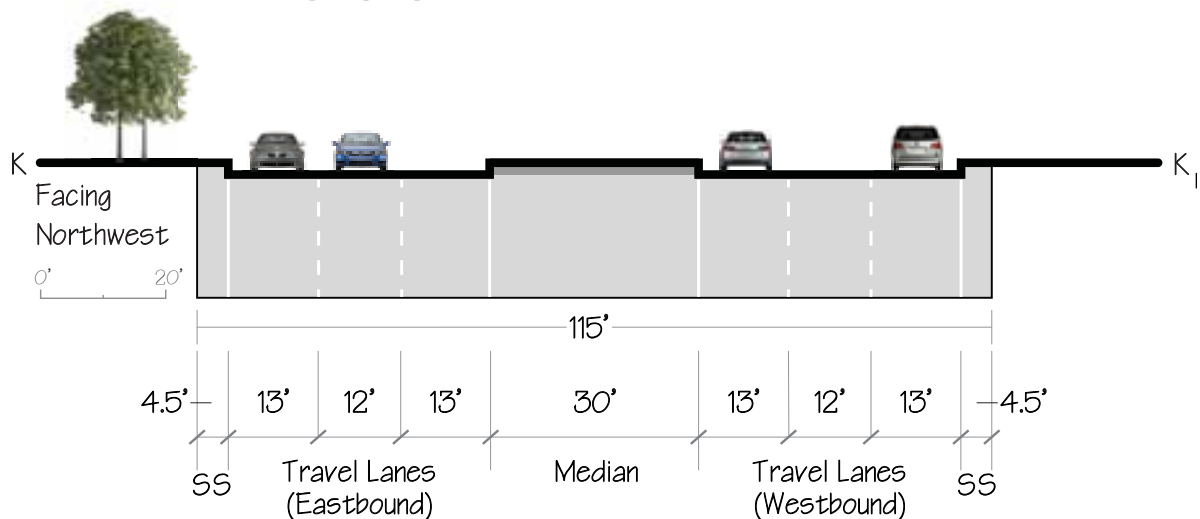 K
K
Facing
Northwest
0' 20'
115'
4.5' 13' 12' 13' 30' 13' 12' 13' 4.5'
SS Travel Lanes (Eastbound) Median Travel Lanes (Westbound) SS